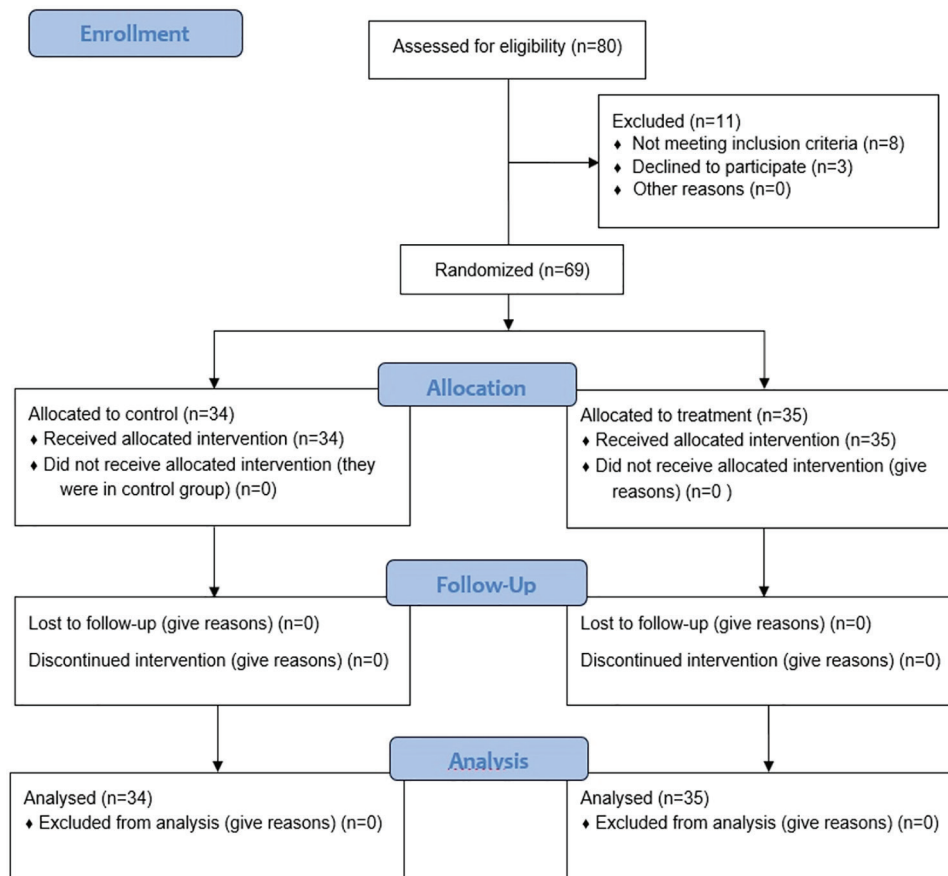 Enrollment
Assessed for eligibility (n=80)
Excluded (n=11)
♦ Not meeting inclusion criteria (n=8)
♦ Declined to participate (n=3)
♦ Other reasons (n=0)
Randomized (n=69)
Allocation
Allocated to control (n=34)
♦ Received allocated intervention (n=34)
♦ Did not receive allocated intervention (they
were in control group) (n=0)
Allocated to treatment (n=35)
♦ Received allocated intervention (n=35)
♦ Did not receive allocated intervention (give
reasons) (n=0 )
Follow-Up
Lost to follow-up (give reasons) (n=0)
Discontinued intervention (give reasons) (n=0)
Lost to follow-up (give reasons) (n=0)
Discontinued intervention (give reasons) (n=0)
Analysis
Analysed (n=34)
♦ Excluded from analysis (give reasons) (n=0)
Analysed (n=35)
♦ Excluded from analysis (give reasons) (n=0)